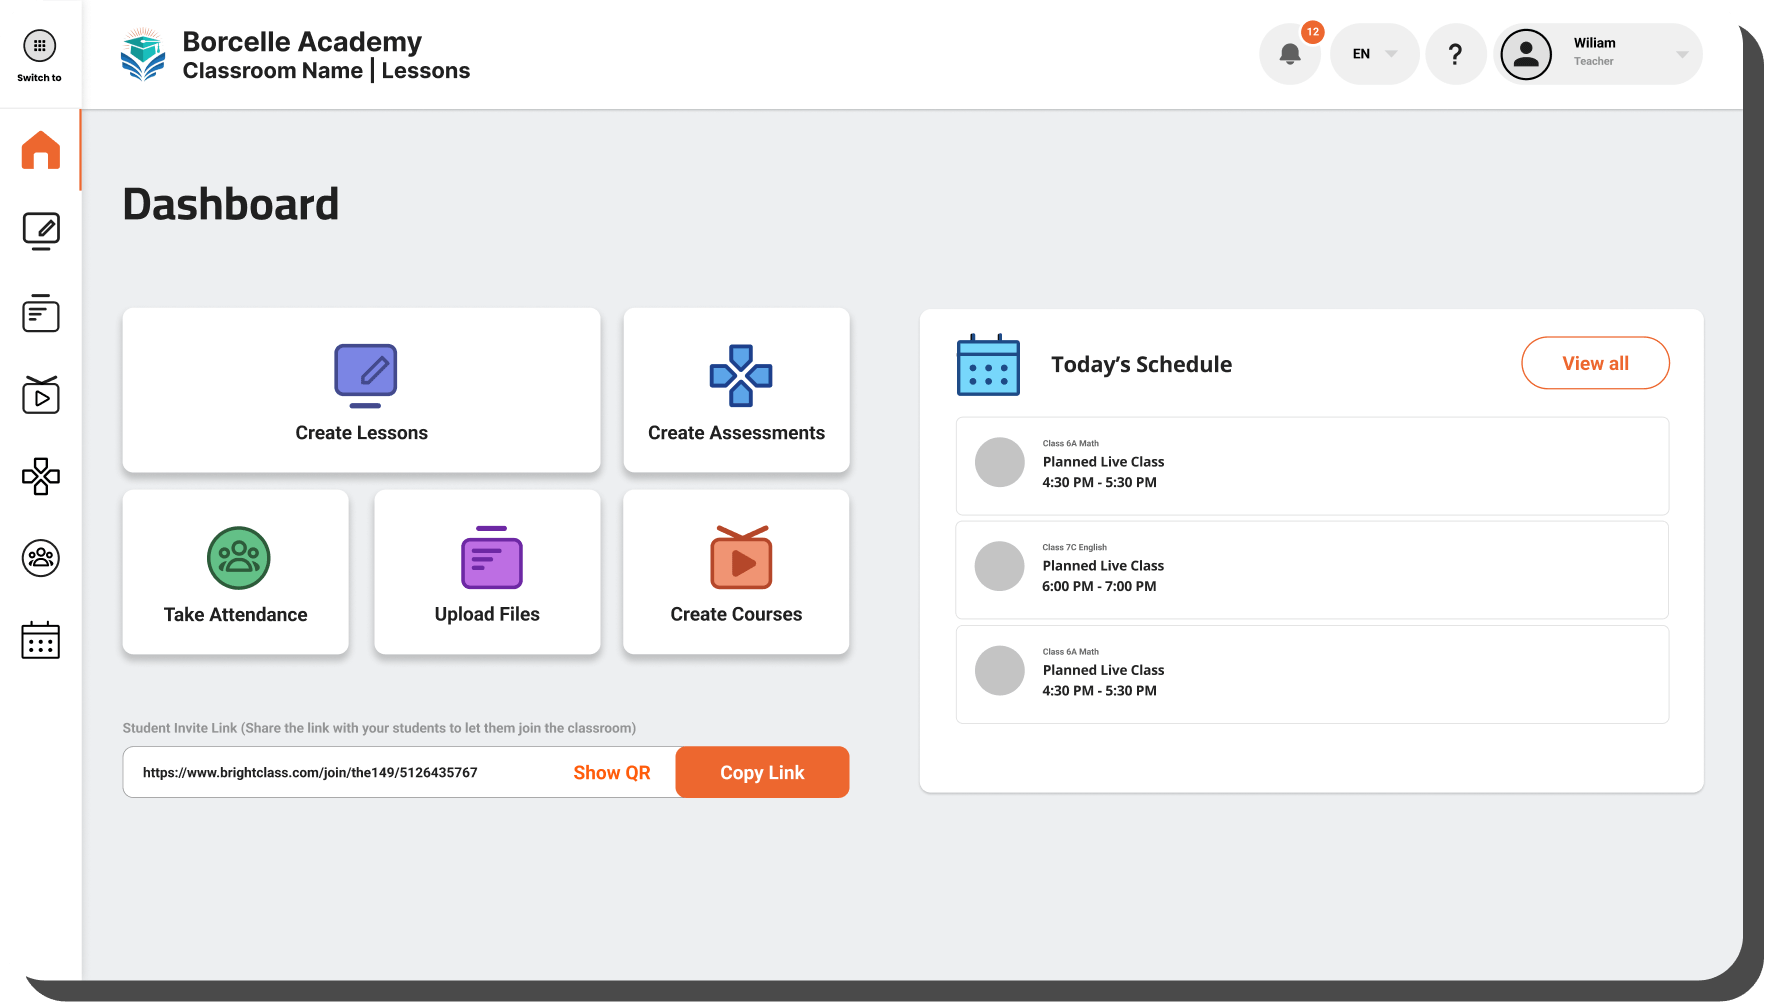 Switch to
Borcelle Academy
Classroom Name | Lessons
12
EN
?
Wiliam
Teacher
Dashboard
Create Lessons
Create Assessments
Take Attendance
Upload Files
Create Courses
Student Invite Link (Share the link with your students to let them join the classroom)
https://www.brightclass.com/join/the149/5126435767
Show QR
Copy Link
Today's Schedule
View all
Class 6A Math
Planned Live Class
4:30 PM - 5:30 PM
Class 7C English
Planned Live Class
6:00 PM - 7:00 PM
Class 6A Math
Planned Live Class
4:30 PM - 5:30 PM